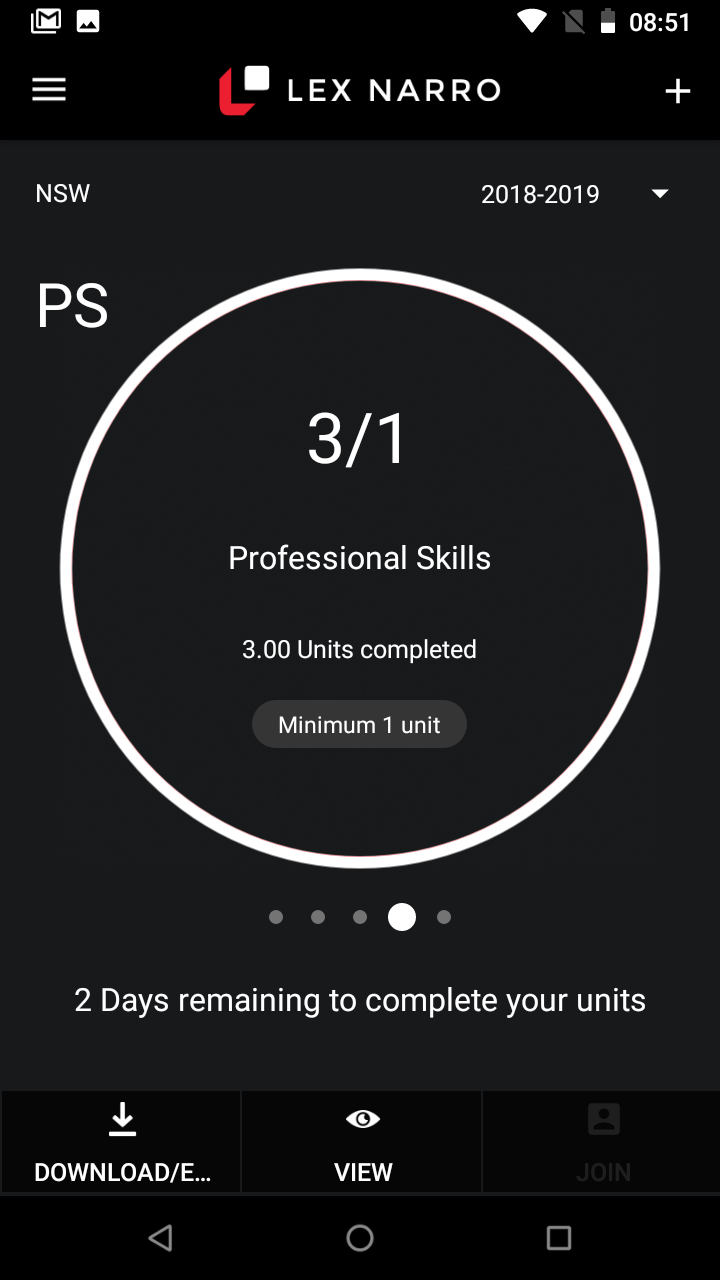 08:51
LEX NARRO
NSW
2018-2019
PS
3/1
Professional Skills
3.00 Units completed
Minimum 1 unit
2 Days remaining to complete your units
DOWNLOAD/E...
VIEW
JOIN